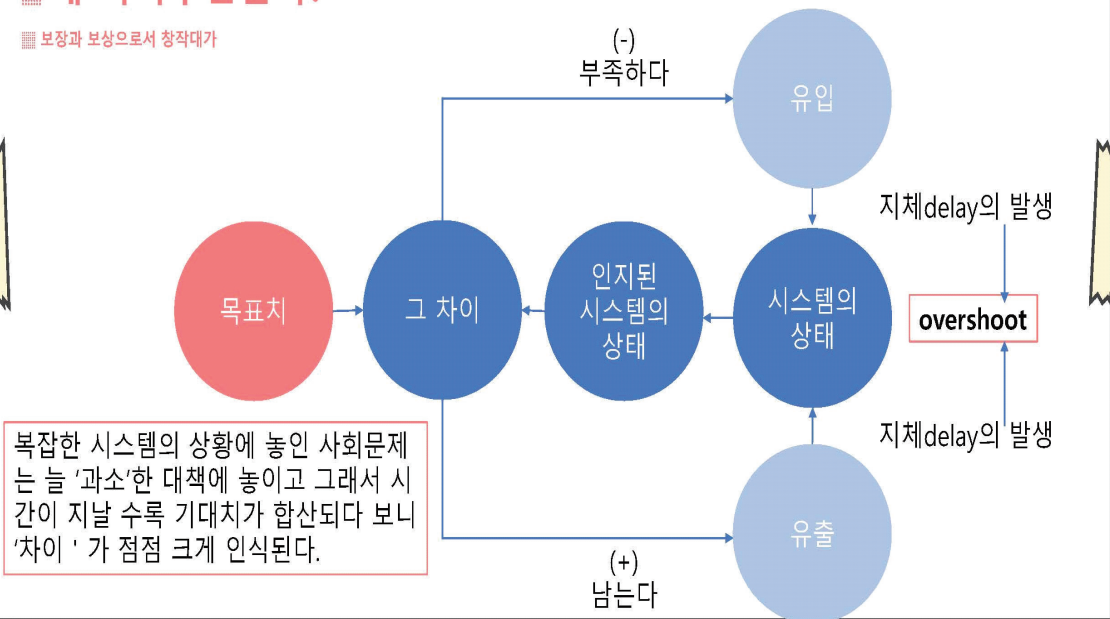 보장과 보상으로서 창작대가
(-)
부족하다
유입
지체delay의 발생
목표치
그 차이
인지된
시스템의
상태
시스템의
상태
overshoot
지체delay의 발생
복잡한 시스템의 상황에 놓인 사회문제
는 늘 '과소'한 대책에 놓이고 그래서 시
간이 지날 수록 기대치가 합산되다 보니
'차이 ' 가 점점 크게 인식된다.
유출
(+)
남는다